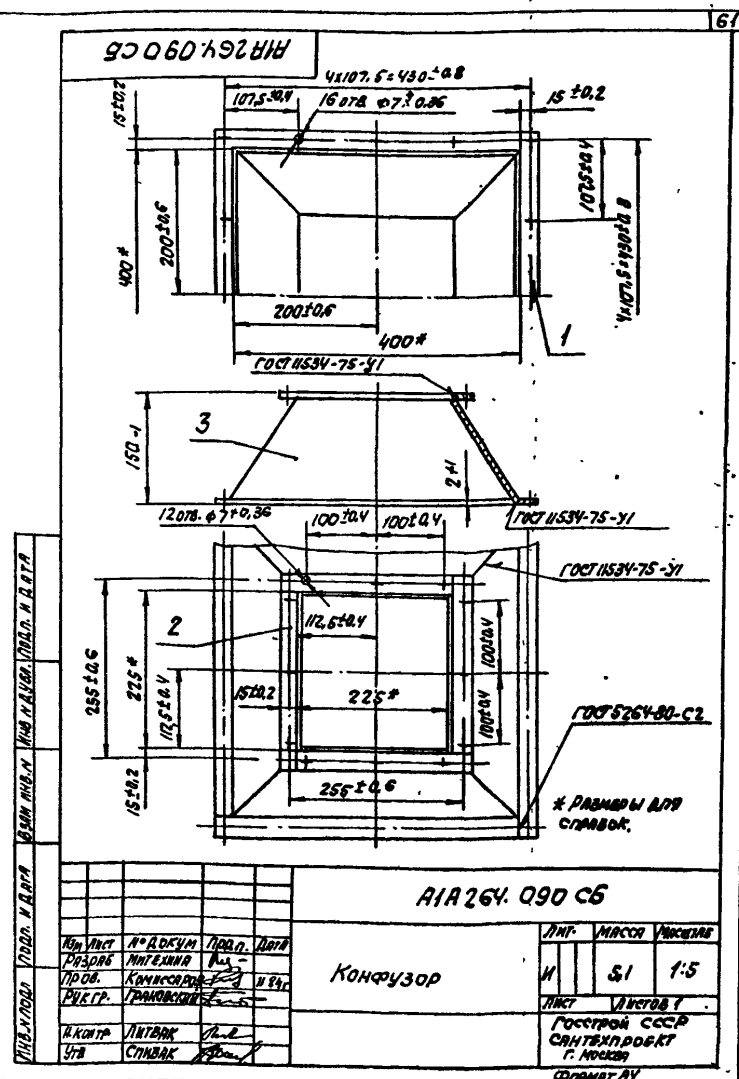 61
А1А264.090 СБ
4х107,5=430±0,8
107,5±0,4
16 отв. ф7±0,36
15±0,2
15±0,2
107,5±0,4
4х107,5=430±0,8
400*
200±0,6
200±0,6
400*
1
ГОСТ 11534-75-У1
150-1
3
2±1
12 отв. ф7±0,36
100±0,4
100±0,4
ГОСТ 11534-75-У1
ГОСТ 11534-75-У1
2
112,5±0,4
255±0,6
225*
112,5±0,4
15±0,2
225*
100±0,4
100±0,4
ГОСТ 5264-80-С2
15±0,2
255±0,6
* Размеры для
справок.
Подп. и дата
Взам инв. N
Подп. и дата
Инв. N подл
А1А264.090 СБ
Изм Лист № докум Подп. Дата
Разраб Митехина
Пров. Комиссаров
Рук гр. Грановский
Н.контр Литвак
Утв Спивак
Конфузор
Лит. Масса Масштаб
И 5,1 1:5
Лист Листов 1
Госстрой СССР
Сантехпроект
г. Москва
Формат А4